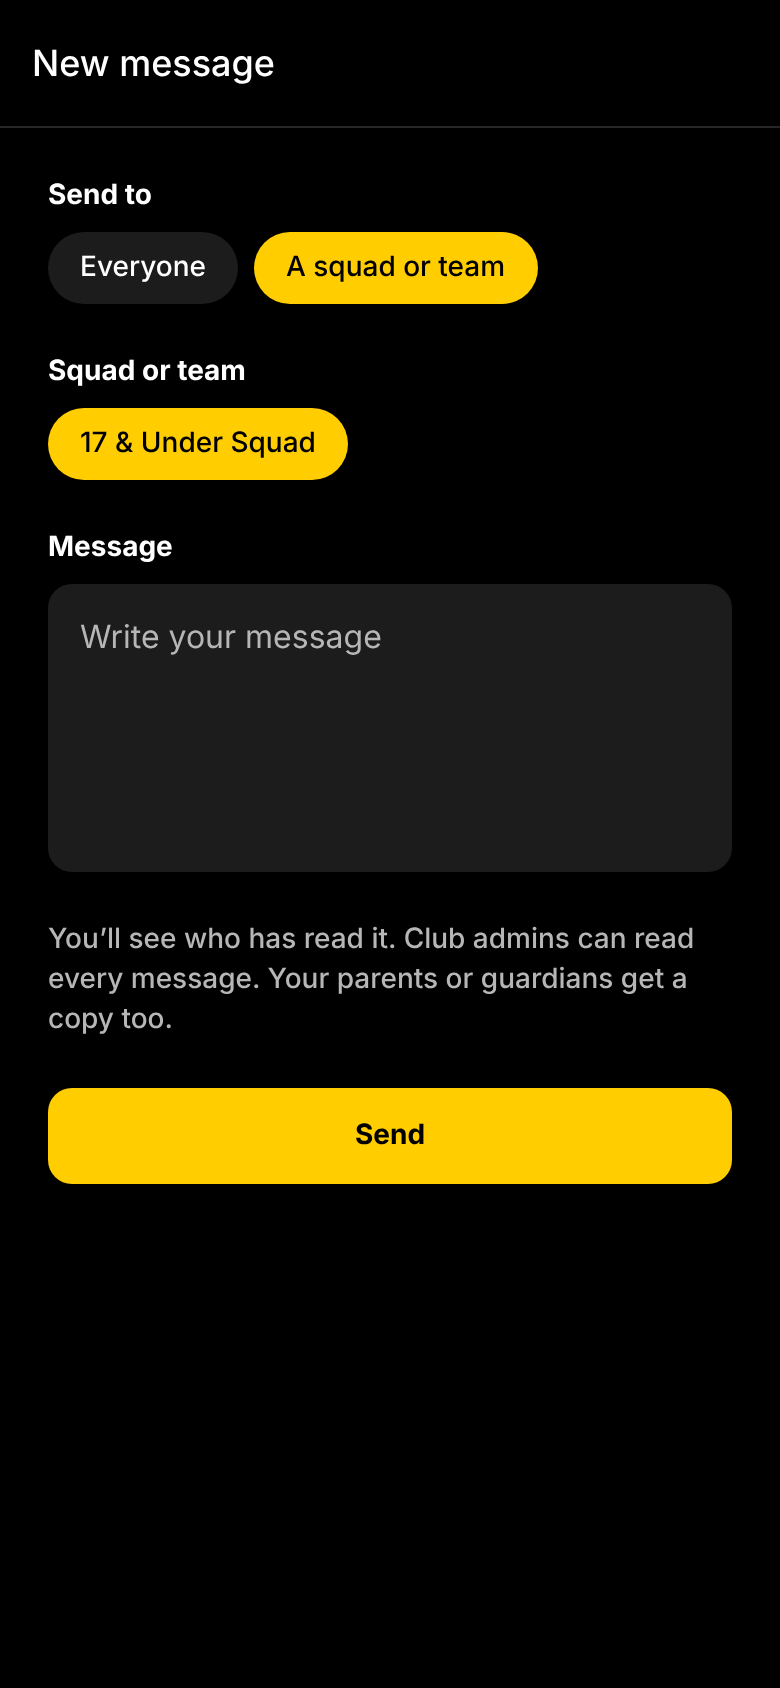 New message
Send to
Everyone
A squad or team
Squad or team
17 & Under Squad
Message
Write your message
You’ll see who has read it. Club admins can read
every message. Your parents or guardians get a
copy too.
Send